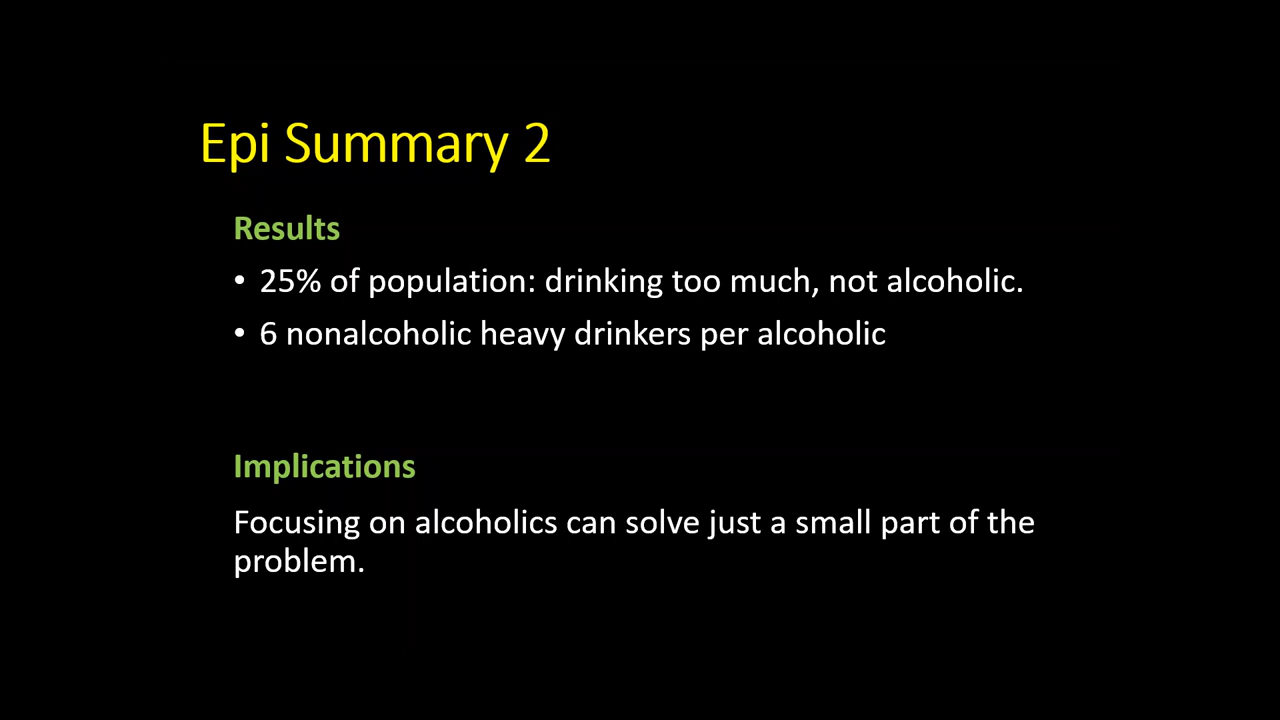 Epi Summary 2
Results
• 25% of population: drinking too much, not alcoholic.
• 6 nonalcoholic heavy drinkers per alcoholic
Implications
Focusing on alcoholics can solve just a small part of the
problem.